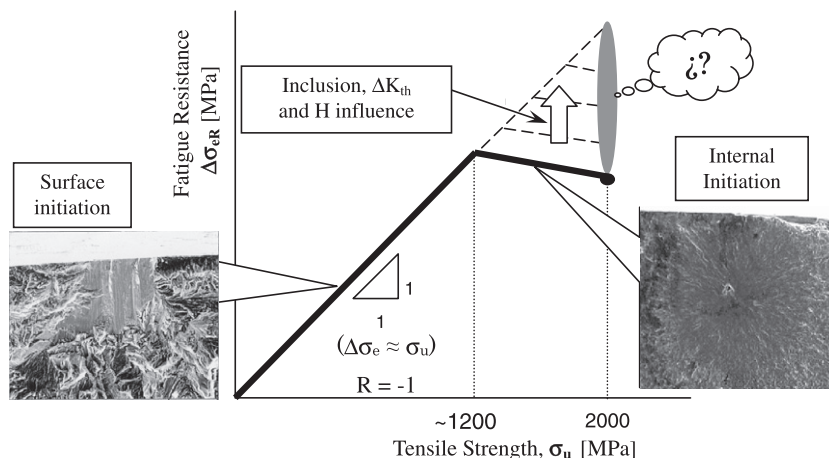 Fatigue Resistance
ΔσeR [MPa]
Inclusion, ΔKth
and H influence
¿?
Surface
initiation
Internal
Initiation
1
1
(Δσe ≈ σu)
R = -1
~1200
2000
Tensile Strength, σu [MPa]